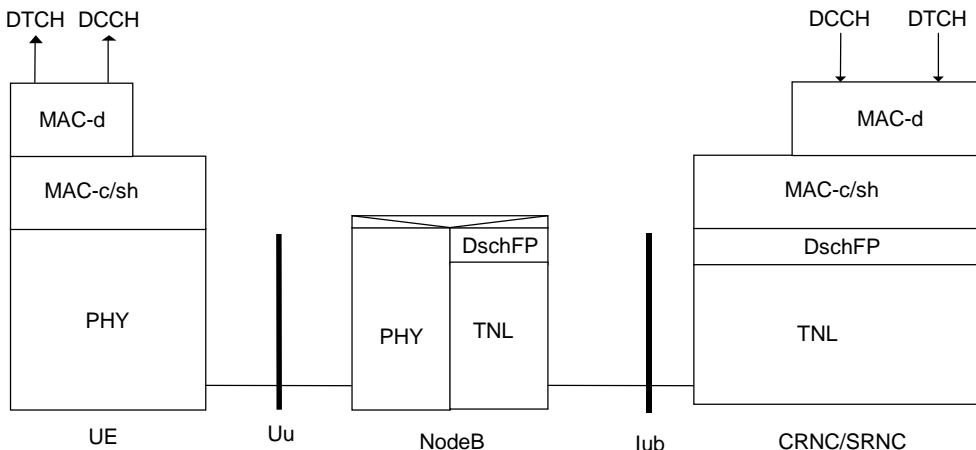 DTCH DCCH DCCH DTCH
MAC-d MAC-d
MAC-c/sh MAC-c/sh
DschFP DschFP
PHY PHY TNL TNL
UE Uu NodeB Iub CRNC/SRNC